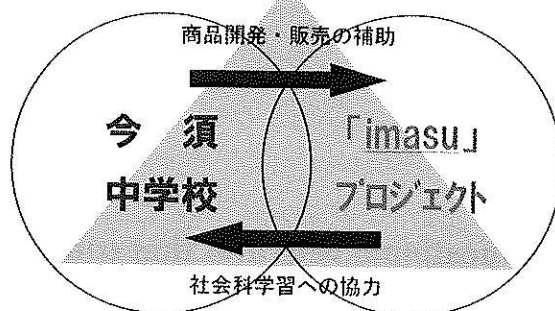 商品開発・販売の補助
今須 「imasu」
中学校 プロジェクト
社会科学習への協力